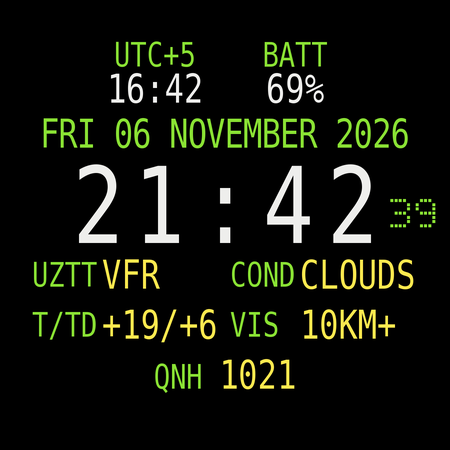 UTC+5 BATT
16:42 69%
FRI 06 NOVEMBER 2026
21:42 39
UZTT VFR COND CLOUDS
T/TD +19/+6 VIS 10KM+
QNH 1021